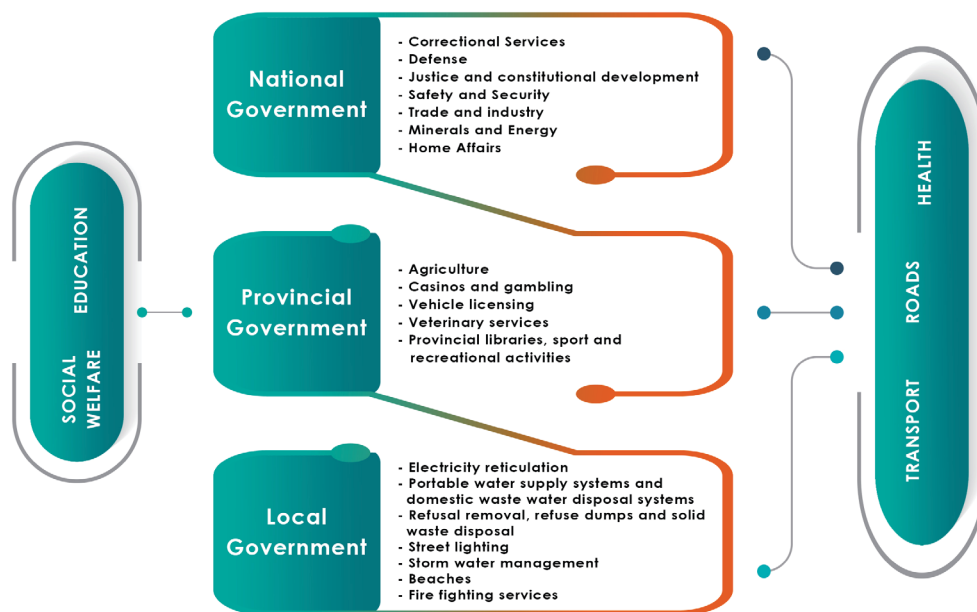 National
Government
- Correctional Services
- Defense
- Justice and constitutional development
- Safety and Security
- Trade and industry
- Minerals and Energy
- Home Affairs
EDUCATION
SOCIAL
WELFARE
Provincial
Government
- Agriculture
- Casinos and gambling
- Vehicle licensing
- Veterinary services
- Provincial libraries, sport and
recreational activities
HEALTH
ROADS
TRANSPORT
Local
Government
- Electricity reticulation
- Portable water supply systems and
domestic waste water disposal systems
- Refusal removal, refuse dumps and solid
waste disposal
- Street lighting
- Storm water management
- Beaches
- Fire fighting services